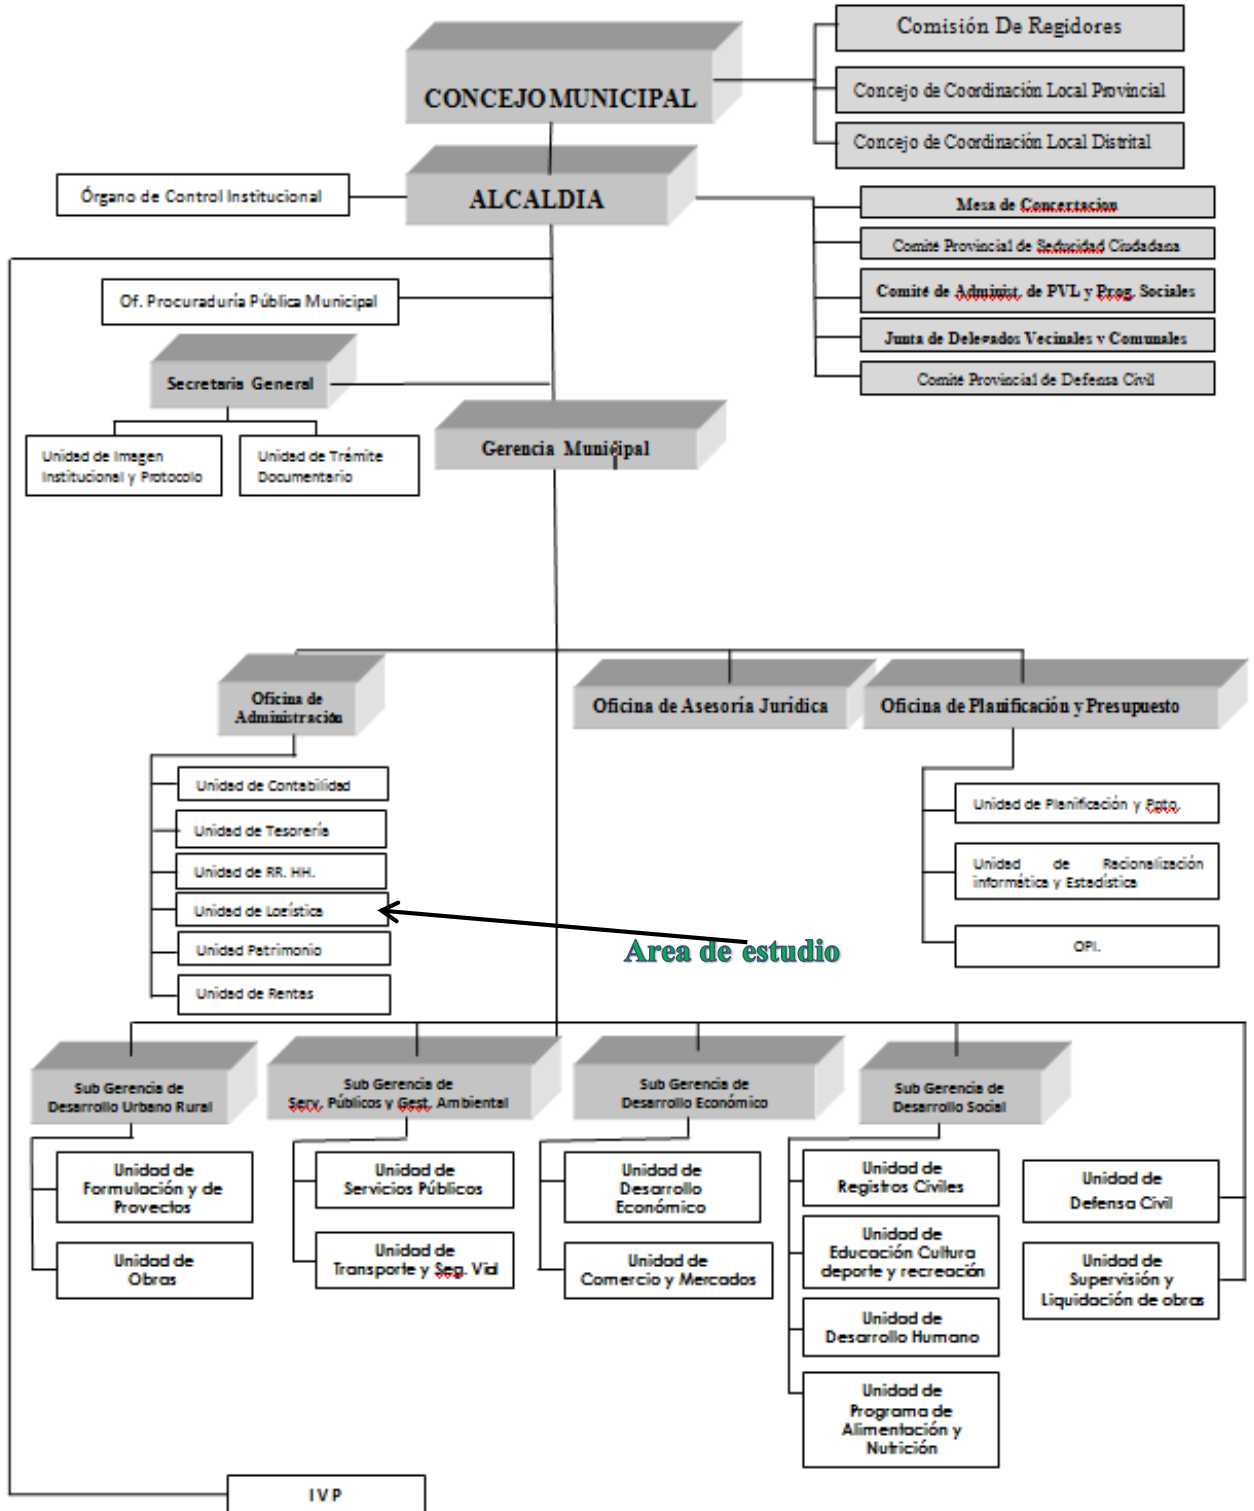 Comisión De Regidores
CONCEJO MUNICIPAL
Concejo de Coordinación Local Provincial
Concejo de Coordinación Local Distrital
Órgano de Control Institucional
ALCALDIA
Mesa de Concertacion
Comité Provincial de Seducidad Ciudadana
Comité de Administ. de PVL y Prog. Sociales
Junta de Delegados Vecinales y Comunales
Comité Provincial de Defensa Civil
Of. Procuraduría Pública Municipal
Secretaria General
Unidad de Imagen
Institucional y Protocolo
Unidad de Trámite
Documentario
Gerencia Municipal
Oficina de
Administración
Oficina de Asesoría Jurídica
Oficina de Planificación y Presupuesto
Unidad de Contabilidad
Unidad de Tesorería
Unidad de RR. HH.
Unidad de Logística
Unidad Patrimonio
Unidad de Rentas
Area de estudio
Unidad de Planificación y Ppto.
Unidad de Racionalización
informática y Estadística
OPI.
Sub Gerencia de
Desarrollo Urbano Rural
Sub Gerencia de
Serv. Públicos y Gest. Ambiental
Sub Gerencia de
Desarrollo Económico
Sub Gerencia de
Desarrollo Social
Unidad de
Formulación y de
Proyectos
Unidad de
Obras
Unidad de
Servicios Públicos
Unidad de
Transporte y Seg. Vial
Unidad de
Desarrollo
Económico
Unidad de
Comercio y Mercados
Unidad de
Registros Civiles
Unidad de
Educación Cultura
deporte y recreación
Unidad de
Desarrollo Humano
Unidad de
Programa de
Alimentación y
Nutrición
Unidad de
Defensa Civil
Unidad de
Supervisión y
Liquidación de obras
I V P